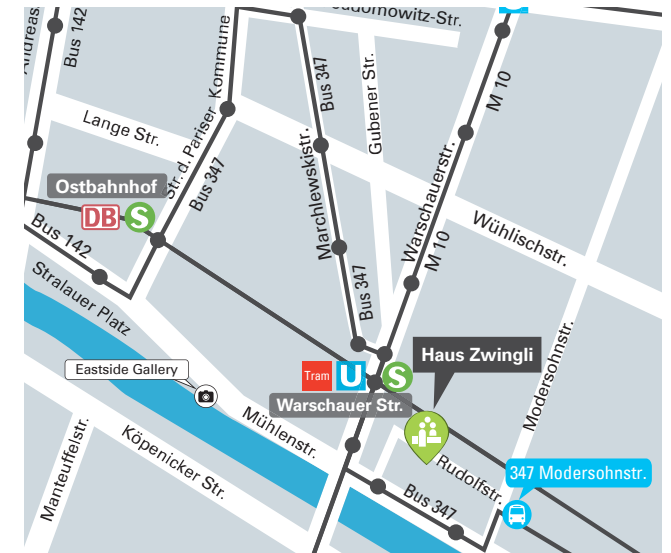 Bus 142
Str. d. Pariser Kommune
Bus 347
Gubener Str.
M 10
Lange Str.
Marchlewskistr.
Warschauerstr.
Ostbahnhof
DB
S
Bus 347
Wühlischstr.
Bus 142
M 10
Stralauer Platz
Bus 347
Modersohnstr.
Haus Zwingli
Eastside Gallery
Tram
U
S
Warschauer Str.
Mühlenstr.
Manteuffelstr.
Köpenicker Str.
Rudolfstr.
347 Modersohnstr.
Bus 347